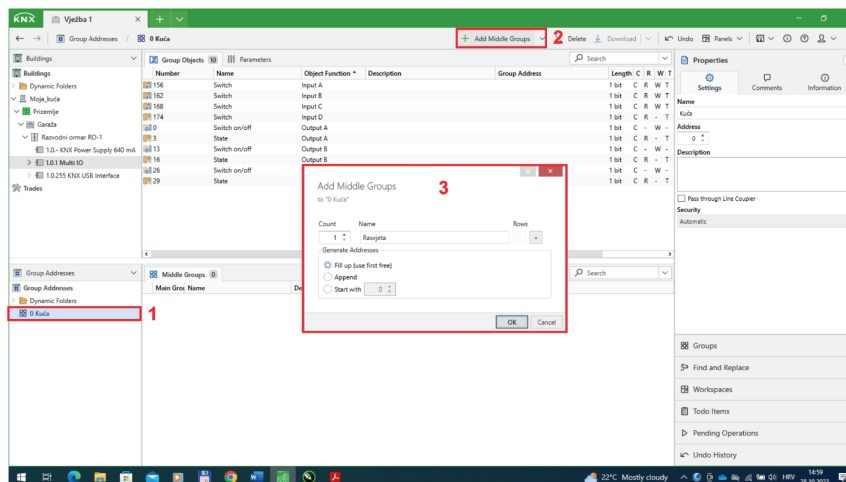 KNX Vježba 1
Group Addresses / 0 Kuća Add Middle Groups 2 Delete Download Undo Panels
Buildings
Buildings
Dynamic Folders
Moja_kuća
Prizemlje
Garaža
Razvodni ormar RO-1
1.0.- KNX Power Supply 640 mA
1.0.1 Multi IO
1.0.255 KNX USB Interface
Trades
Group Objects 10 Parameters Search
Number Name Object Function Description Group Address Length C R W T
156 Switch Input A 1 bit C R W T
162 Switch Input B 1 bit C R W T
168 Switch Input C 1 bit C R W T
174 Switch Input D 1 bit C R - T
0 Switch on/off Output A 1 bit C - W -
3 State Output A 1 bit C R - T
13 Switch on/off Output B 1 bit C - W -
16 State Output B 1 bit C R - T
26 Switch on/off 1 bit C - W -
29 State 1 bit C R - T
Add Middle Groups 3
to "0 Kuća"
Count Name Rows
1 Rasvjeta
Generate Addresses
Fill up (use first free)
Append
Start with 0
OK Cancel
Group Addresses
Group Addresses
Dynamic Folders
0 Kuća 1
Middle Groups 0 Search
Main Grou Name De
Properties
Settings Comments Information
Name
Kuća
Address
0
Description
Pass through Line Coupler
Security
Automatic
Groups
Find and Replace
Workspaces
Todo Items
Pending Operations
Undo History
22°C Mostly cloudy HRV 14:59
28.10.2022